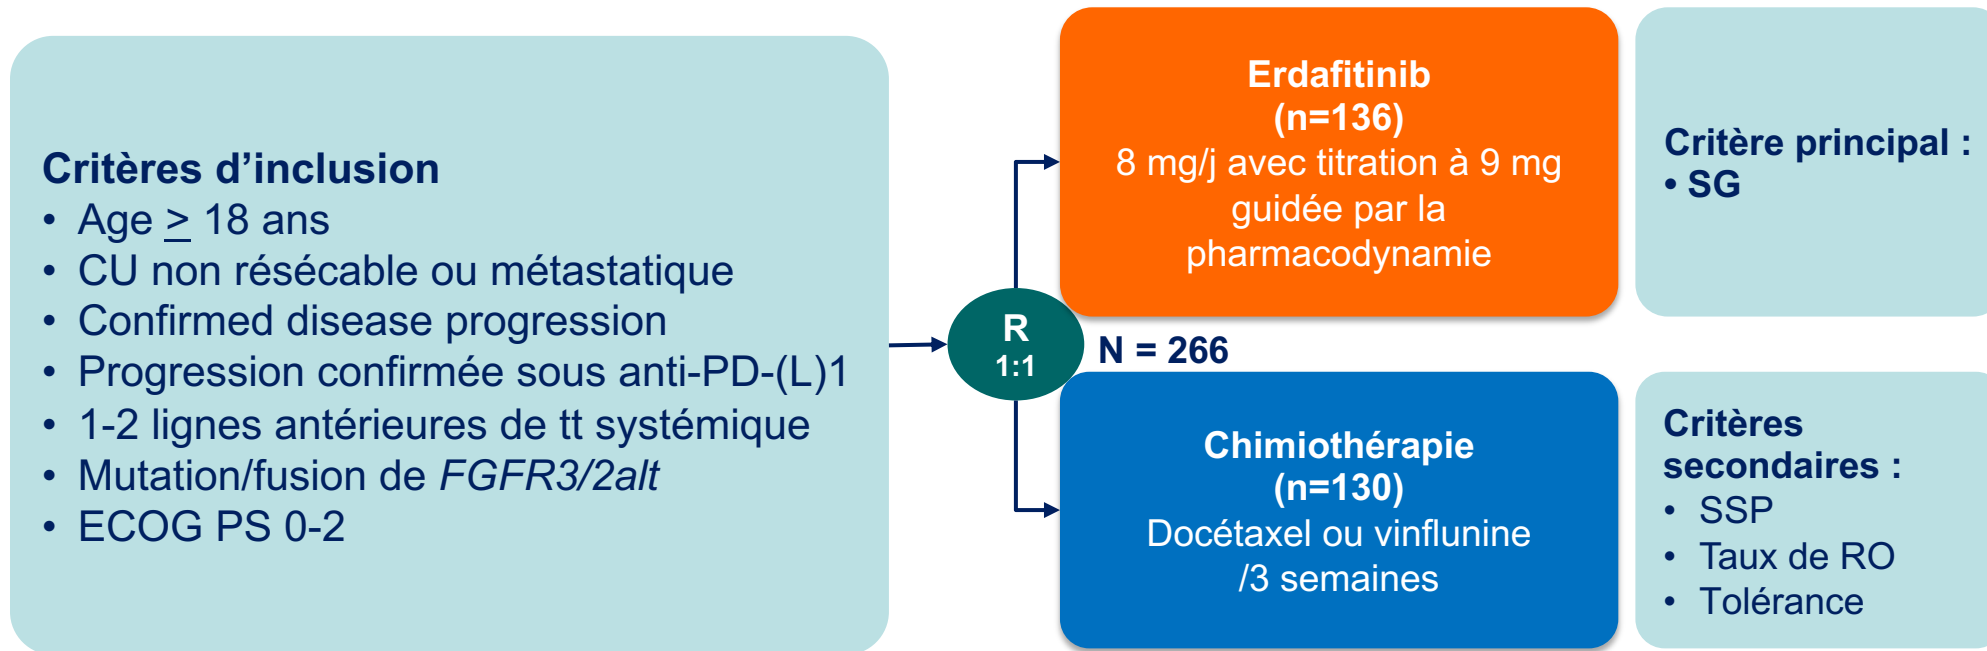 Critères d’inclusion
• Age > 18 ans
• CU non résécable ou métastatique
• Confirmed disease progression
• Progression confirmée sous anti-PD-(L)1
• 1-2 lignes antérieures de tt systémique
• Mutation/fusion de FGFR3/2alt
• ECOG PS 0-2
R
1:1
N = 266
Erdafitinib
(n=136)
8 mg/j avec titration à 9 mg
guidée par la
pharmacodynamie
Chimiothérapie
(n=130)
Docétaxel ou vinflunine
/3 semaines
Critère principal :
• SG
Critères
secondaires :
• SSP
• Taux de RO
• Tolérance